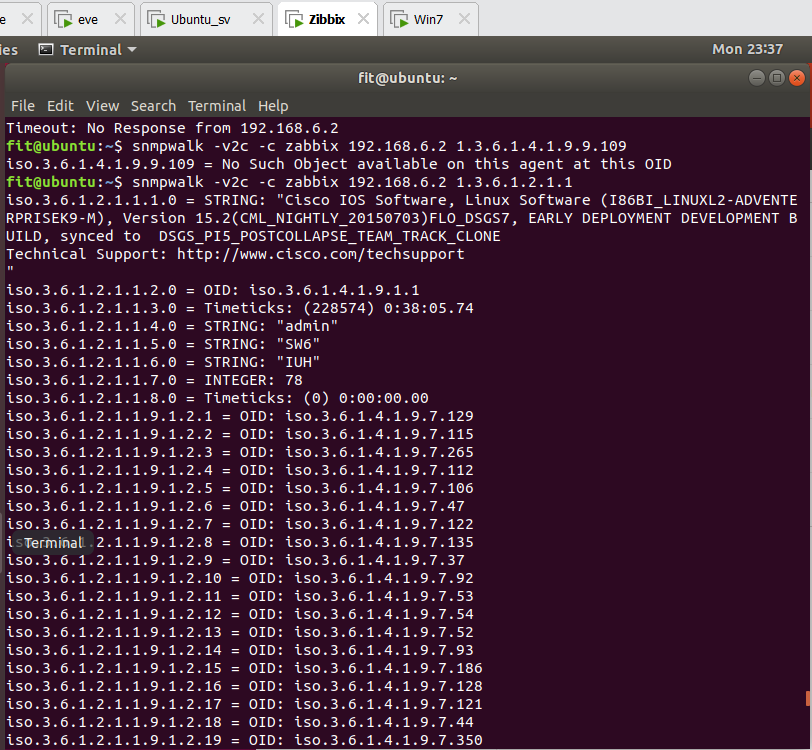 e
eve
Ubuntu_sv
Zibbix
Win7
ies
Terminal
Mon 23:37
fit@ubuntu: ~
File Edit View Search Terminal Help
Timeout: No Response from 192.168.6.2
fit@ubuntu:~$ snmpwalk -v2c -c zabbix 192.168.6.2 1.3.6.1.4.1.9.9.109
iso.3.6.1.4.1.9.9.109 = No Such Object available on this agent at this OID
fit@ubuntu:~$ snmpwalk -v2c -c zabbix 192.168.6.2 1.3.6.1.2.1.1
iso.3.6.1.2.1.1.1.0 = STRING: "Cisco IOS Software, Linux Software (I86BI_LINUXL2-ADVENTE
RPRISEK9-M), Version 15.2(CML_NIGHTLY_20150703)FLO_DSGS7, EARLY DEPLOYMENT DEVELOPMENT B
UILD, synced to  DSGS_PI5_POSTCOLLAPSE_TEAM_TRACK_CLONE
Technical Support: http://www.cisco.com/techsupport
"
iso.3.6.1.2.1.1.2.0 = OID: iso.3.6.1.4.1.9.1.1
iso.3.6.1.2.1.1.3.0 = Timeticks: (228574) 0:38:05.74
iso.3.6.1.2.1.1.4.0 = STRING: "admin"
iso.3.6.1.2.1.1.5.0 = STRING: "SW6"
iso.3.6.1.2.1.1.6.0 = STRING: "IUH"
iso.3.6.1.2.1.1.7.0 = INTEGER: 78
iso.3.6.1.2.1.1.8.0 = Timeticks: (0) 0:00:00.00
iso.3.6.1.2.1.1.9.1.2.1 = OID: iso.3.6.1.4.1.9.7.129
iso.3.6.1.2.1.1.9.1.2.2 = OID: iso.3.6.1.4.1.9.7.115
iso.3.6.1.2.1.1.9.1.2.3 = OID: iso.3.6.1.4.1.9.7.265
iso.3.6.1.2.1.1.9.1.2.4 = OID: iso.3.6.1.4.1.9.7.112
iso.3.6.1.2.1.1.9.1.2.5 = OID: iso.3.6.1.4.1.9.7.106
iso.3.6.1.2.1.1.9.1.2.6 = OID: iso.3.6.1.4.1.9.7.47
iso.3.6.1.2.1.1.9.1.2.7 = OID: iso.3.6.1.4.1.9.7.122
Terminal .2.1.1.9.1.2.8 = OID: iso.3.6.1.4.1.9.7.135
iso.3.6.1.2.1.1.9.1.2.9 = OID: iso.3.6.1.4.1.9.7.37
iso.3.6.1.2.1.1.9.1.2.10 = OID: iso.3.6.1.4.1.9.7.92
iso.3.6.1.2.1.1.9.1.2.11 = OID: iso.3.6.1.4.1.9.7.53
iso.3.6.1.2.1.1.9.1.2.12 = OID: iso.3.6.1.4.1.9.7.54
iso.3.6.1.2.1.1.9.1.2.13 = OID: iso.3.6.1.4.1.9.7.52
iso.3.6.1.2.1.1.9.1.2.14 = OID: iso.3.6.1.4.1.9.7.93
iso.3.6.1.2.1.1.9.1.2.15 = OID: iso.3.6.1.4.1.9.7.186
iso.3.6.1.2.1.1.9.1.2.16 = OID: iso.3.6.1.4.1.9.7.128
iso.3.6.1.2.1.1.9.1.2.17 = OID: iso.3.6.1.4.1.9.7.121
iso.3.6.1.2.1.1.9.1.2.18 = OID: iso.3.6.1.4.1.9.7.44
iso.3.6.1.2.1.1.9.1.2.19 = OID: iso.3.6.1.4.1.9.7.350